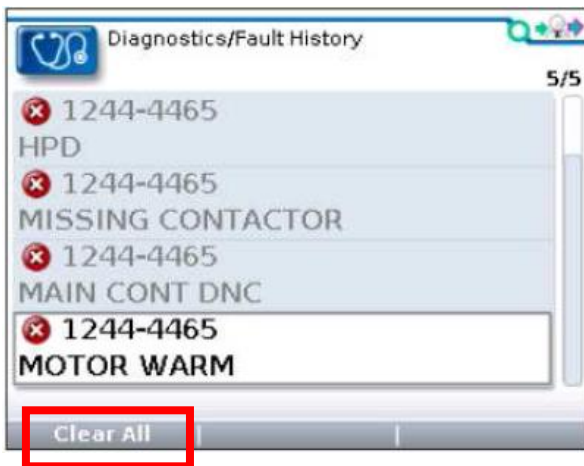 Diagnostics/Fault History
5/5
1244-4465
HPD
1244-4465
MISSING CONTACTOR
1244-4465
MAIN CONT DNC
1244-4465
MOTOR WARM
Clear All